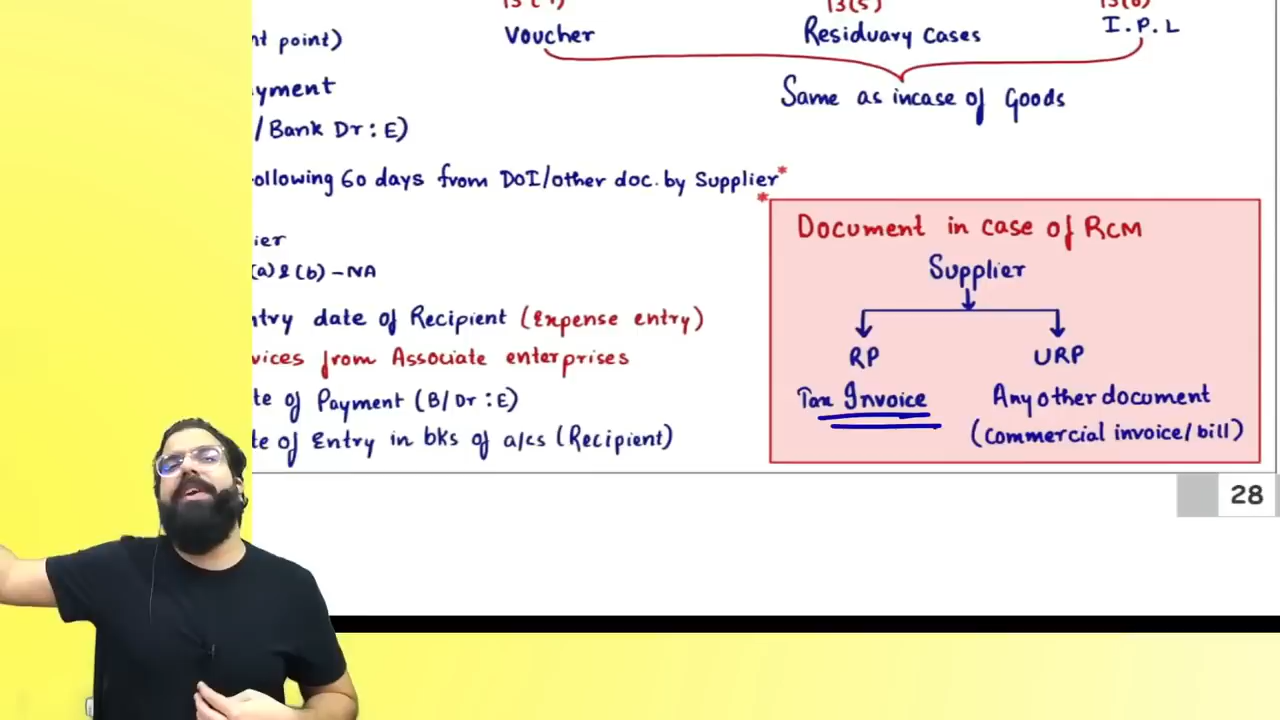 13(5)
nt point)
Voucher
Residuary Cases
I.P.L
yment
Same as incase of Goods
/ Bank Dr : E)
ollowing 60 days from DOI/other doc. by Supplier*
*
Document in case of RCM
ier
Supplier
(a) & (b) - NA
ntry date of Recipient (Expense entry)
RP
URP
vices from Associate enterprises
te of Payment (B/Dr : E)
Tax Invoice
Any other document
te of Entry in bks of a/cs (Recipient)
(commercial invoice/bill)
28